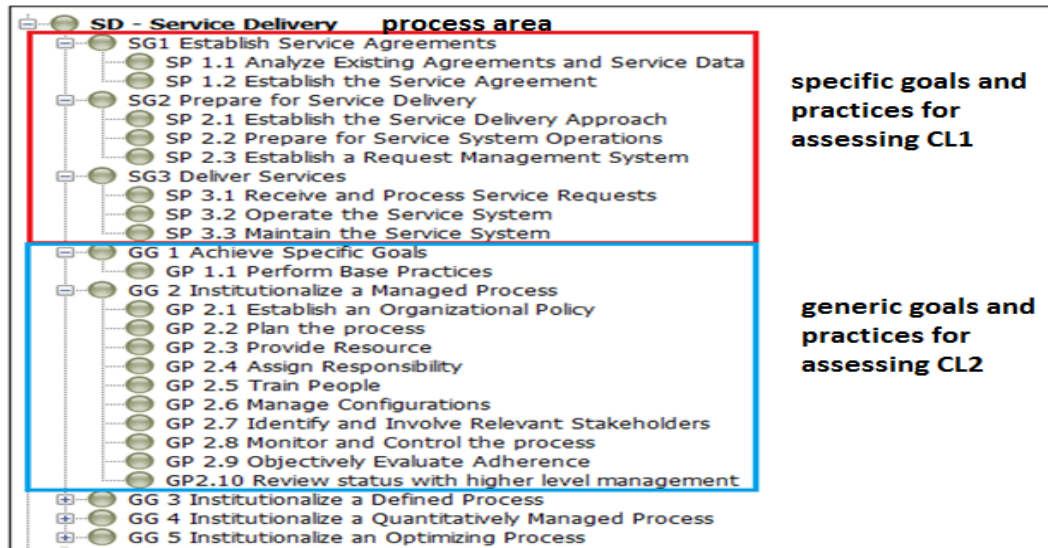 SD - Service Delivery process area
SG1 Establish Service Agreements
SP 1.1 Analyze Existing Agreements and Service Data
SP 1.2 Establish the Service Agreement
SG2 Prepare for Service Delivery
SP 2.1 Establish the Service Delivery Approach
SP 2.2 Prepare for Service System Operations
SP 2.3 Establish a Request Management System
SG3 Deliver Services
SP 3.1 Receive and Process Service Requests
SP 3.2 Operate the Service System
SP 3.3 Maintain the Service System
specific goals and
practices for
assessing CL1
GG 1 Achieve Specific Goals
GP 1.1 Perform Base Practices
GG 2 Institutionalize a Managed Process
GP 2.1 Establish an Organizational Policy
GP 2.2 Plan the process
GP 2.3 Provide Resource
GP 2.4 Assign Responsibility
GP 2.5 Train People
GP 2.6 Manage Configurations
GP 2.7 Identify and Involve Relevant Stakeholders
GP 2.8 Monitor and Control the process
GP 2.9 Objectively Evaluate Adherence
GP2.10 Review status with higher level management
generic goals and
practices for
assessing CL2
GG 3 Institutionalize a Defined Process
GG 4 Institutionalize a Quantitatively Managed Process
GG 5 Institutionalize an Optimizing Process